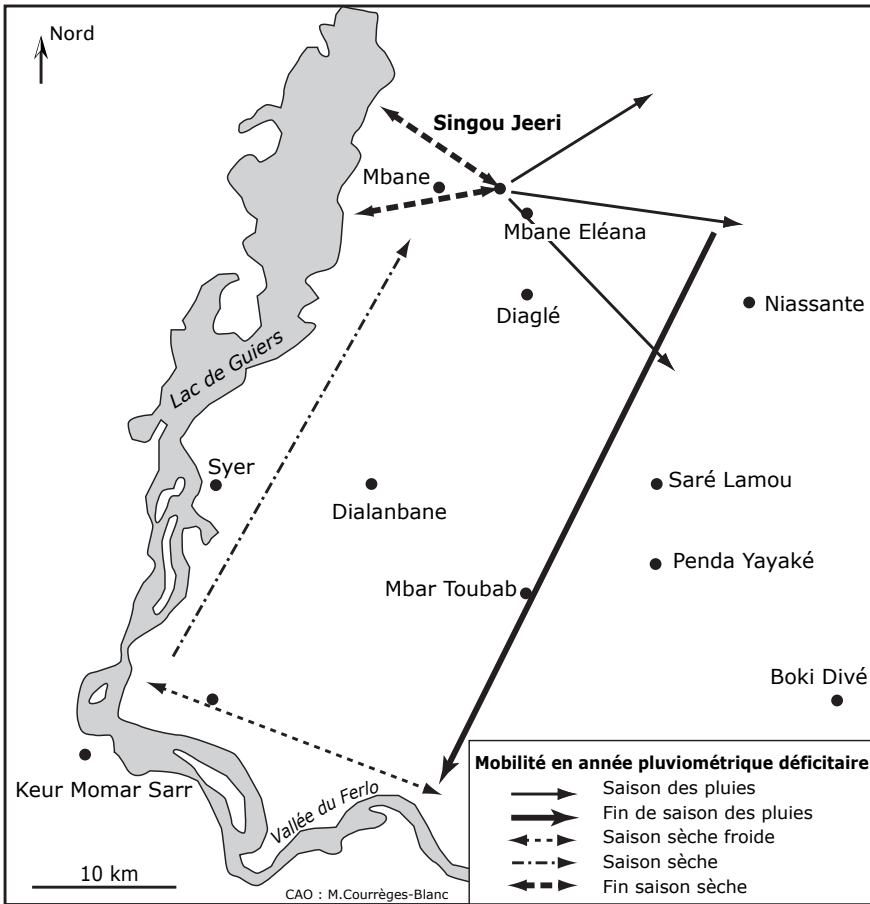 Nord
Singou Jeeri
Mbane
Mbane Eléana
Niassante
Diaglé
Lac de Guiers
Syer
Dialanbane
Saré Lamou
Penda Yayaké
Mbar Toubab
Boki Divé
Keur Momar Sarr
Vallée du Ferlo
Mobilité en année pluviométrique déficitaire
Saison des pluies
Fin de saison des pluies
Saison sèche froide
Saison sèche
Fin saison sèche
10 km
CAO : M.Courrèges-Blanc